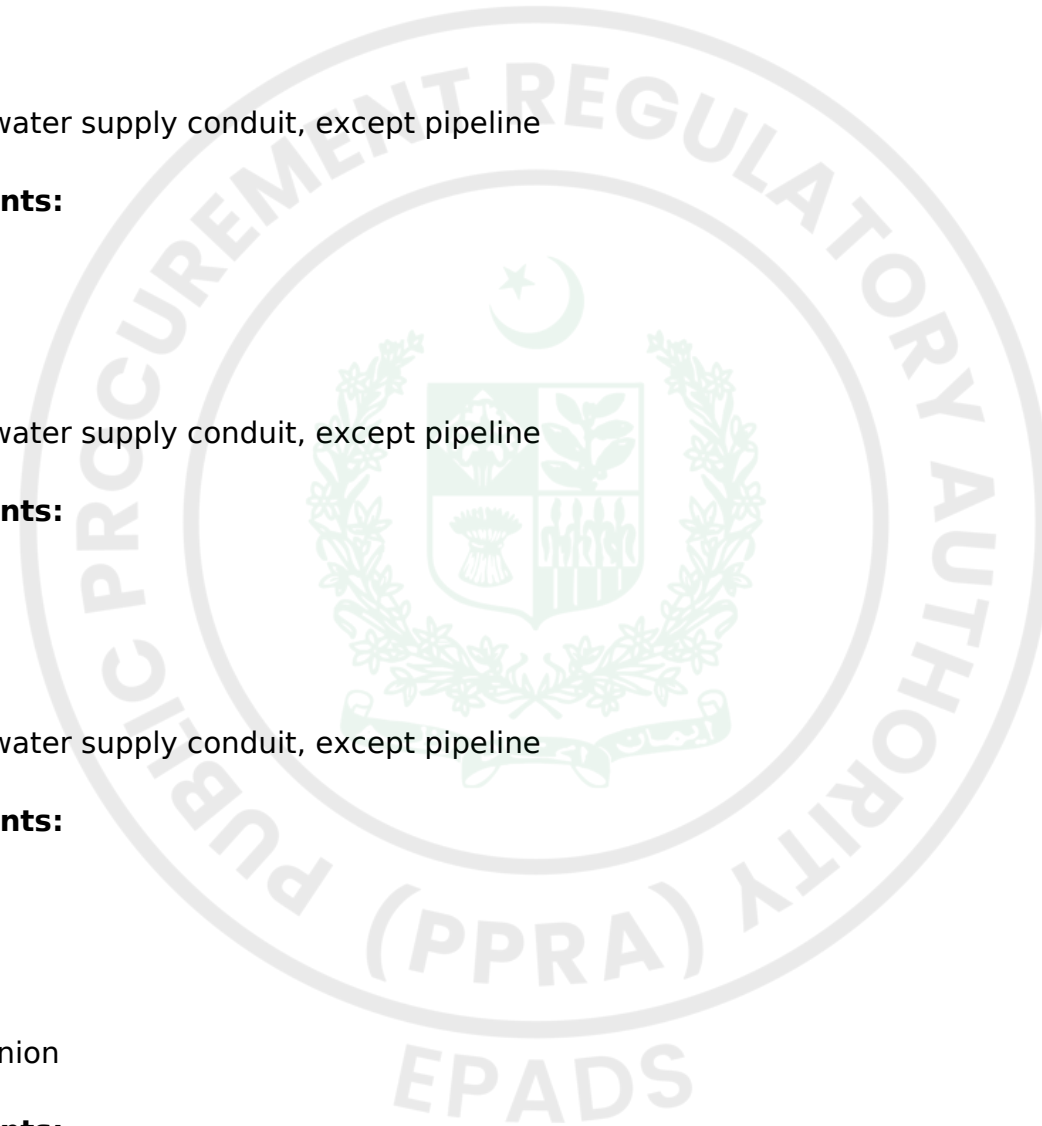 water supply conduit, except pipeline
nts:
water supply conduit, except pipeline
nts:
water supply conduit, except pipeline
nts:
nion
PUBLIC PROCUREMENT REGULATORY AUTHORITY
(PPRA)
EPADS